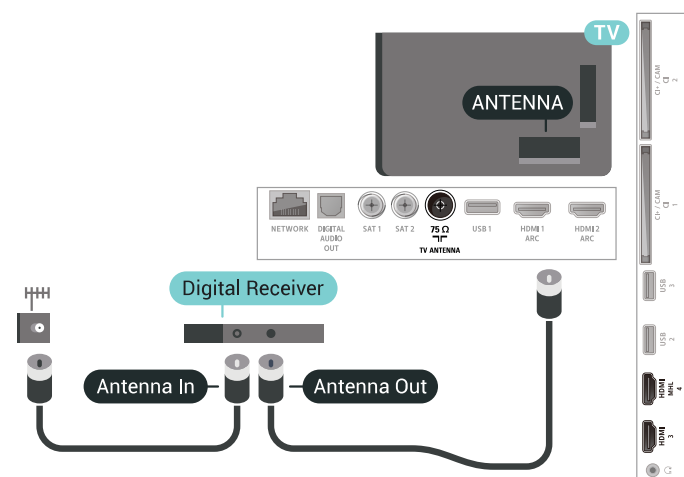 TV
ANTENNA
NETWORK
DIGITAL
AUDIO
OUT
SAT 1
SAT 2
75 Ω
TV ANTENNA
USB 1
HDMI 1
ARC
HDMI 2
ARC
Digital Receiver
Antenna In
Antenna Out
CI+ / CAM
2
CI+ / CAM
1
USB
3
USB
2
HDMI
MHL
4
HDMI
3